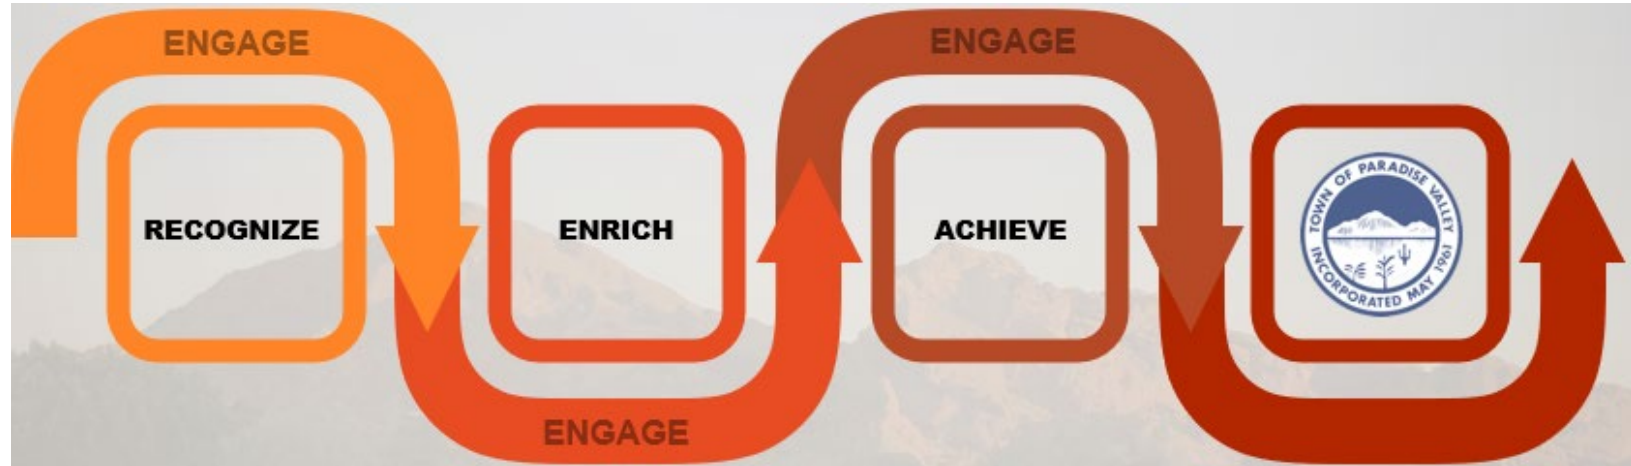 ENGAGE
ENGAGE
RECOGNIZE
ENRICH
ACHIEVE
TOWN OF PARADISE VALLEY
INCORPORATED MAY 1961
ENGAGE